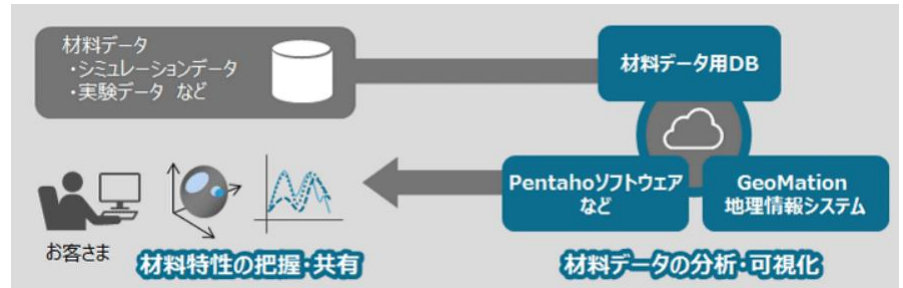 材料データ
・シミュレーションデータ
・実験データ など
材料データ用DB
Pentahoソフトウェア
など
GeoMation
地理情報システム
お客さま
材料特性の把握・共有
材料データの分析・可視化